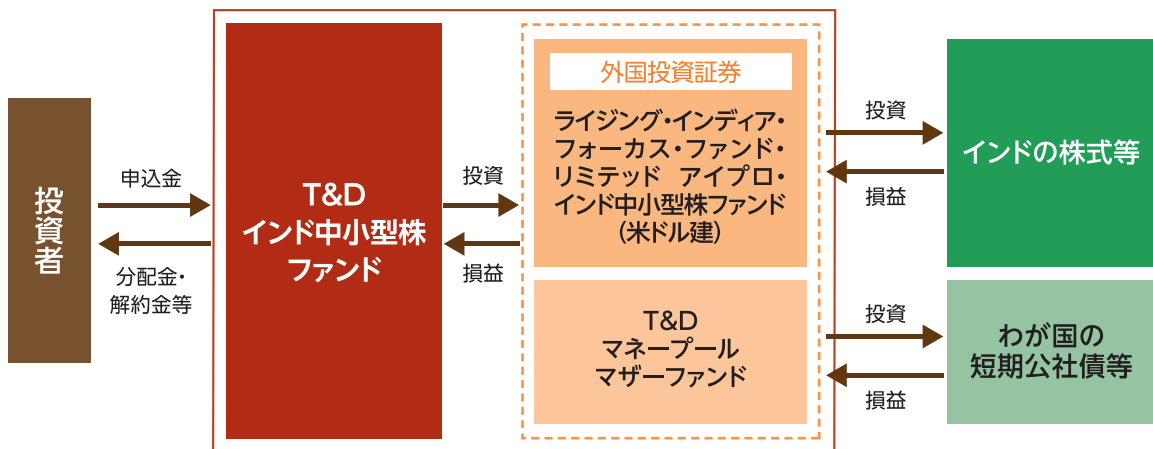 投資者
申込金
分配金・
解約金等
T&D
インド中小型株
ファンド
投資
損益
外国投資証券
ライジング・インディア・
フォーカス・ファンド・
リミテッド アイプロ・
インド中小型株ファンド
(米ドル建)
T&D
マネープール
マザーファンド
投資
損益
投資
損益
インドの株式等
わが国の
短期公社債等